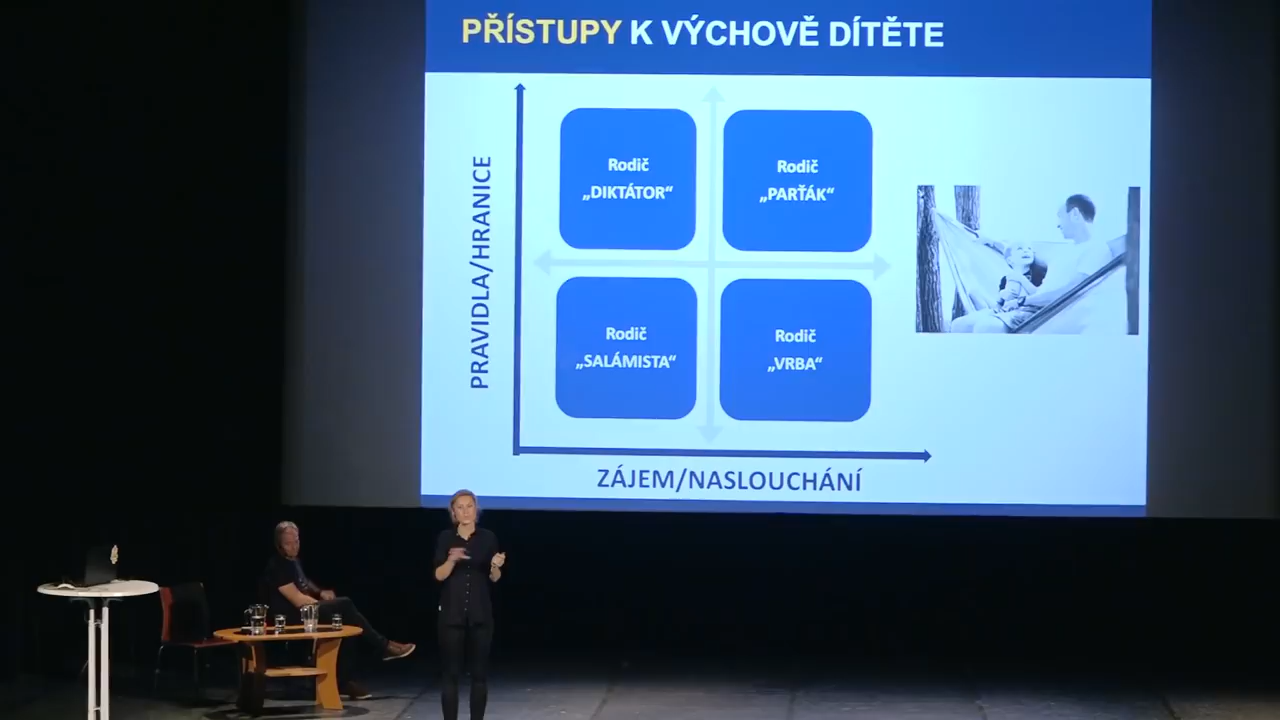 PŘÍSTUPY K VÝCHOVĚ DÍTĚTE
PRAVIDLA/HRANICE
Rodič
„DIKTÁTOR“
Rodič
„PARŤÁK“
Rodič
„SALÁMISTA“
Rodič
„VRBA“
ZÁJEM/NASLOUCHÁNÍ